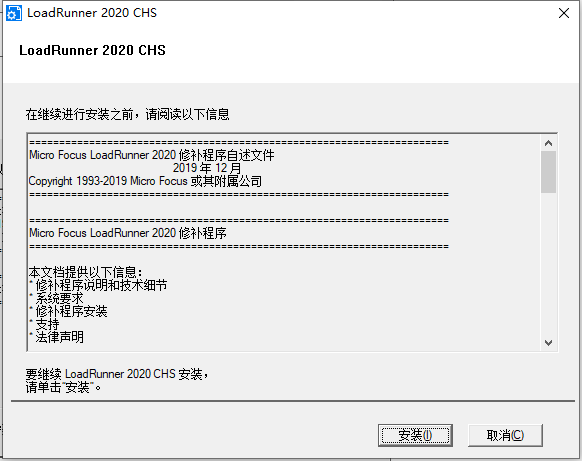 LoadRunner 2020 CHS
LoadRunner 2020 CHS
在继续进行安装之前，请阅读以下信息
================================================================
Micro Focus LoadRunner 2020 修补程序自述文件
2019 年 12 月
Copyright 1993-2019 Micro Focus 或其附属公司
================================================================
================================================================
Micro Focus LoadRunner 2020 修补程序
================================================================
本文档提供以下信息：
* 修补程序说明和技术细节
* 系统要求
* 修补程序安装
* 支持
* 法律声明
要继续 LoadRunner 2020 CHS 安装，
请单击"安装"。
安装(I)
取消(C)